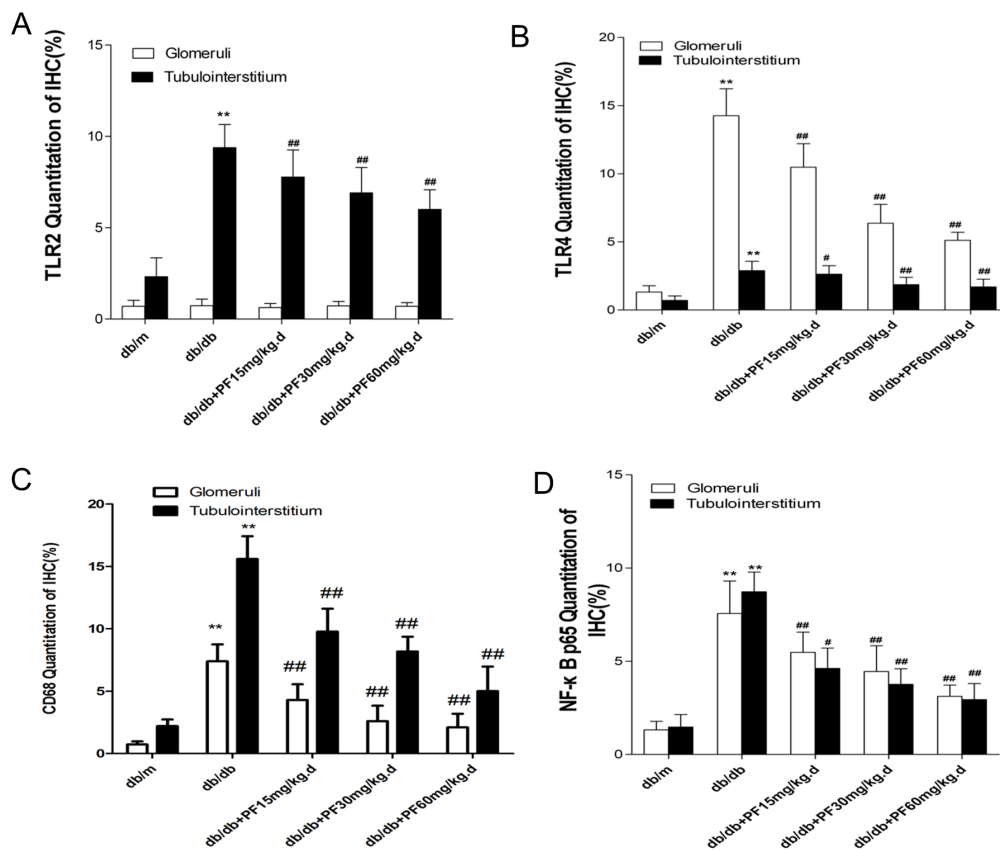 A
TLR2 Quantitation of IHC(%)
15
10
5
0
Glomeruli
Tubulointerstitium
**
##
##
##
db/m
db/db
db/db+PF15mg/kg.d
db/db+PF30mg/kg.d
db/db+PF60mg/kg.d
B
TLR4 Quantitation of IHC(%)
20
15
10
5
0
Glomeruli
Tubulointerstitium
**
**
##
#
##
##
##
##
db/m
db/db
db/db+PF15mg/kg.d
db/db+PF30mg/kg.d
db/db+PF60mg/kg.d
C
CD68 Quantitation of IHC(%)
20
15
10
5
0
Glomeruli
Tubulointerstitium
**
**
##
##
##
##
##
##
db/m
db/db
db/db+PF15mg/kg.d
db/db+PF30mg/kg.d
db/db+PF60mg/kg.d
D
NF-κ B p65 Quantitation of
IHC(%)
15
10
5
0
Glomeruli
Tubulointerstitium
**
**
##
#
##
##
##
##
db/m
db/db
db/db+PF15mg/kg.d
db/db+PF30mg/kg.d
db/db+PF60mg/kg.d